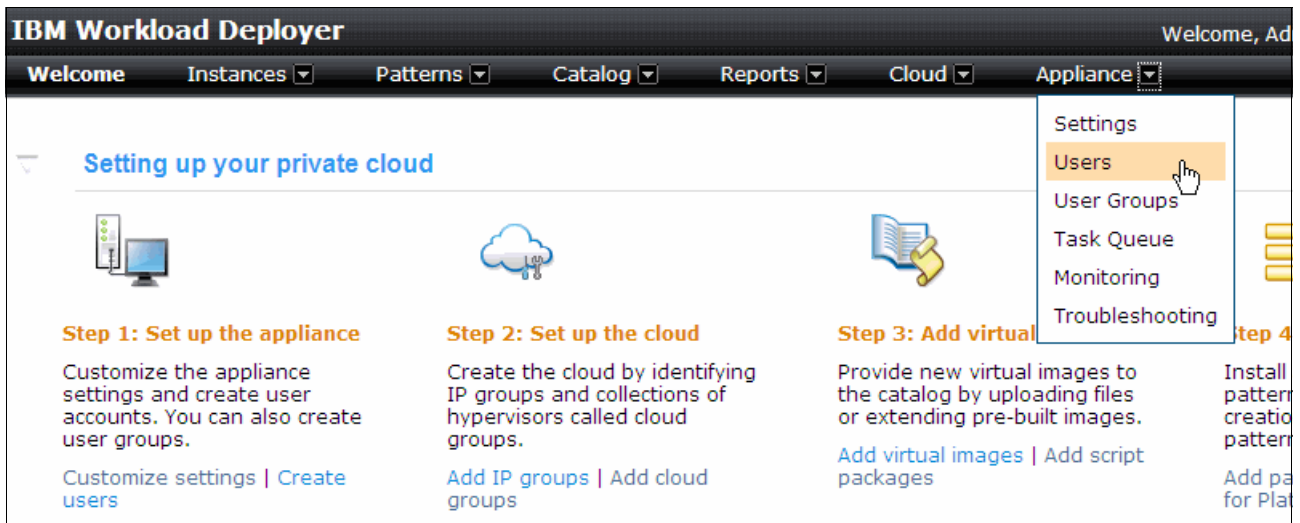 IBM Workload Deployer
Welcome, Ad
Welcome Instances Patterns Catalog Reports Cloud Appliance
Settings
Users
User Groups
Task Queue
Monitoring
Troubleshooting
Setting up your private cloud
Step 1: Set up the appliance
Customize the appliance
settings and create user
accounts. You can also create
user groups.
Customize settings | Create
users
Step 2: Set up the cloud
Create the cloud by identifying
IP groups and collections of
hypervisors called cloud
groups.
Add IP groups | Add cloud
groups
Step 3: Add virtual
Provide new virtual images to
the catalog by uploading files
or extending pre-built images.
Add virtual images | Add script
packages
tep 4
Install
patter
creatio
patter
Add pa
for Plat